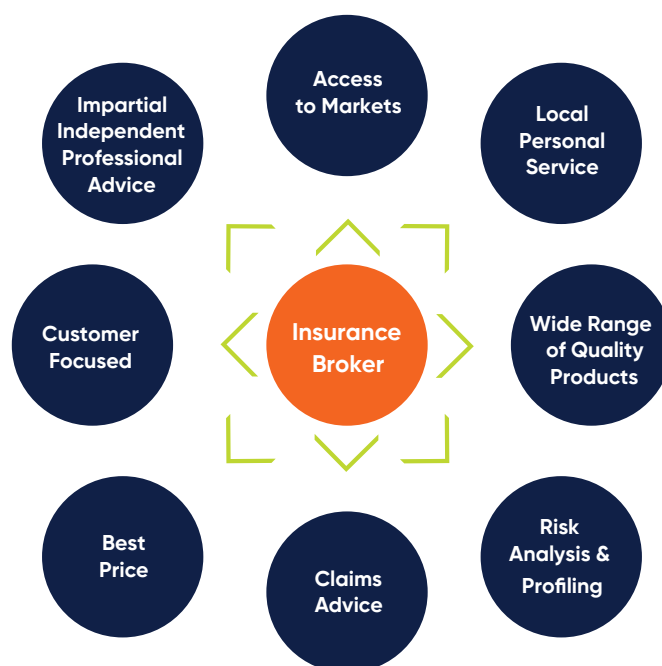 Access
to Markets
Impartial
Independent
Professional
Advice
Local
Personal
Service
Customer
Focused
Insurance
Broker
Wide Range
of Quality
Products
Best
Price
Claims
Advice
Risk
Analysis &
Profiling